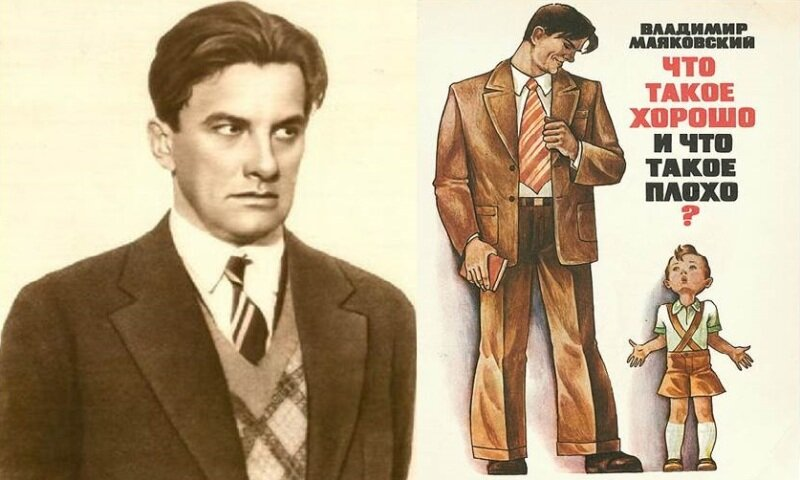 ВЛАДИМИР
МАЯКОВСКИЙ
ЧТО
ТАКОЕ
ХОРОШО
И ЧТО
ТАКОЕ
ПЛОХО
?